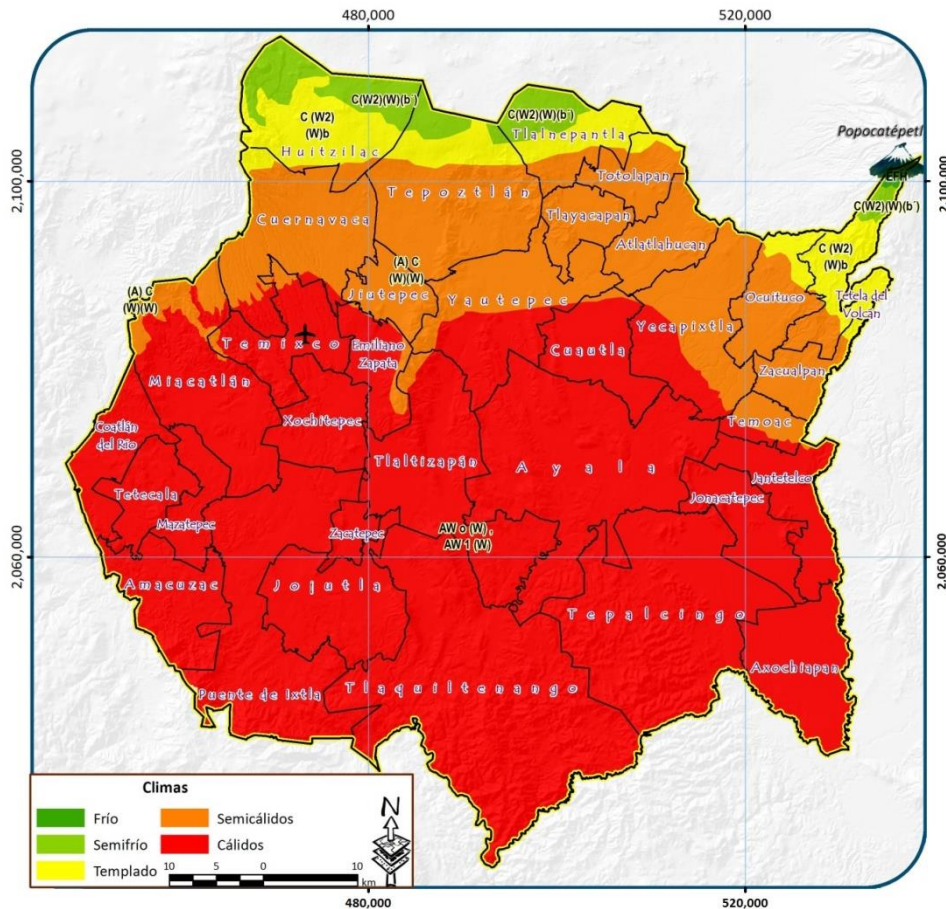 480,000
520,000
C(W2)(W)(b´)
C (W2)
(W)b
Huitzilac
C(W2)(W)(b´)
Tlalnepantla
Popocatépetl
EFH
2,100,000
2,100,000
Totolapan
Tepoztlán
C(W2)(W)(b´)
Cuernavaca
Tlayacapan
Atlatlahucan
C (W2)
(W)b
(A) C
(W)(W)
Jiutepec
(A) C
(W)(W)
Yautepec
Ocuituco
Tetela del
Volcán
Yecapixtla
Temixco
Emiliano
Zapata
Cuautla
Zacualpan
Miacatlán
Xochitepec
Temoac
Coatlán
del Río
Tlaltizapán
Ayala
Jantetelco
Tetecala
Jonacatepec
Mazatepec
Zacatepec
AW o (W) ,
AW 1 (W)
2,060,000
2,060,000
Amacuzac
Jojutla
Tepalcingo
Axochiapan
Puente de Ixtla
Tlaquiltenango
Climas
Frío
Semicálidos
Semifrío
Cálidos
Templado
N
10 5 0 10
km
480,000
520,000